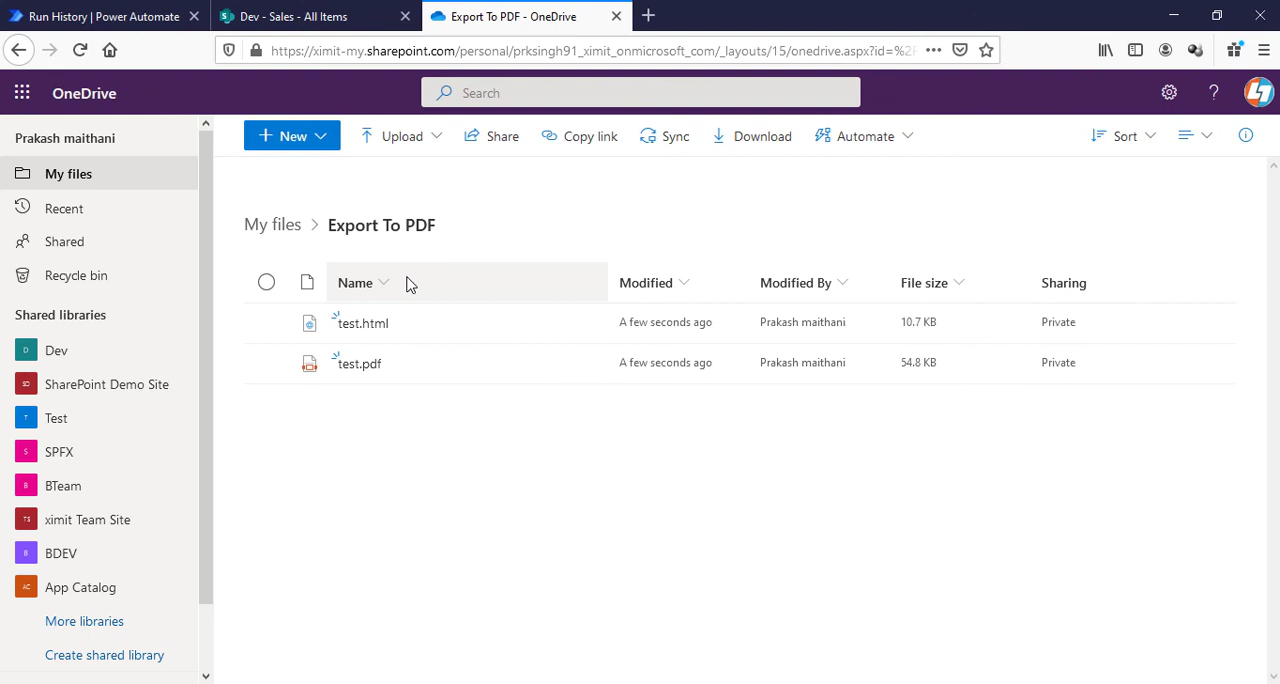 Run History | Power Automate
Dev - Sales - All Items
Export To PDF - OneDrive
https://ximit-my.sharepoint.com/personal/prksingh91_ximit_onmicrosoft_com/_layouts/15/onedrive.aspx?id=%2F
OneDrive
Search
Prakash maithani
New
Upload
Share
Copy link
Sync
Download
Automate
Sort
My files
Recent
Shared
Recycle bin
Shared libraries
D Dev
SD SharePoint Demo Site
T Test
S SPFX
B BTeam
TS ximit Team Site
B BDEV
AC App Catalog
More libraries
Create shared library
My files > Export To PDF
Name Modified Modified By File size Sharing
test.html A few seconds ago Prakash maithani 10.7 KB Private
test.pdf A few seconds ago Prakash maithani 54.8 KB Private